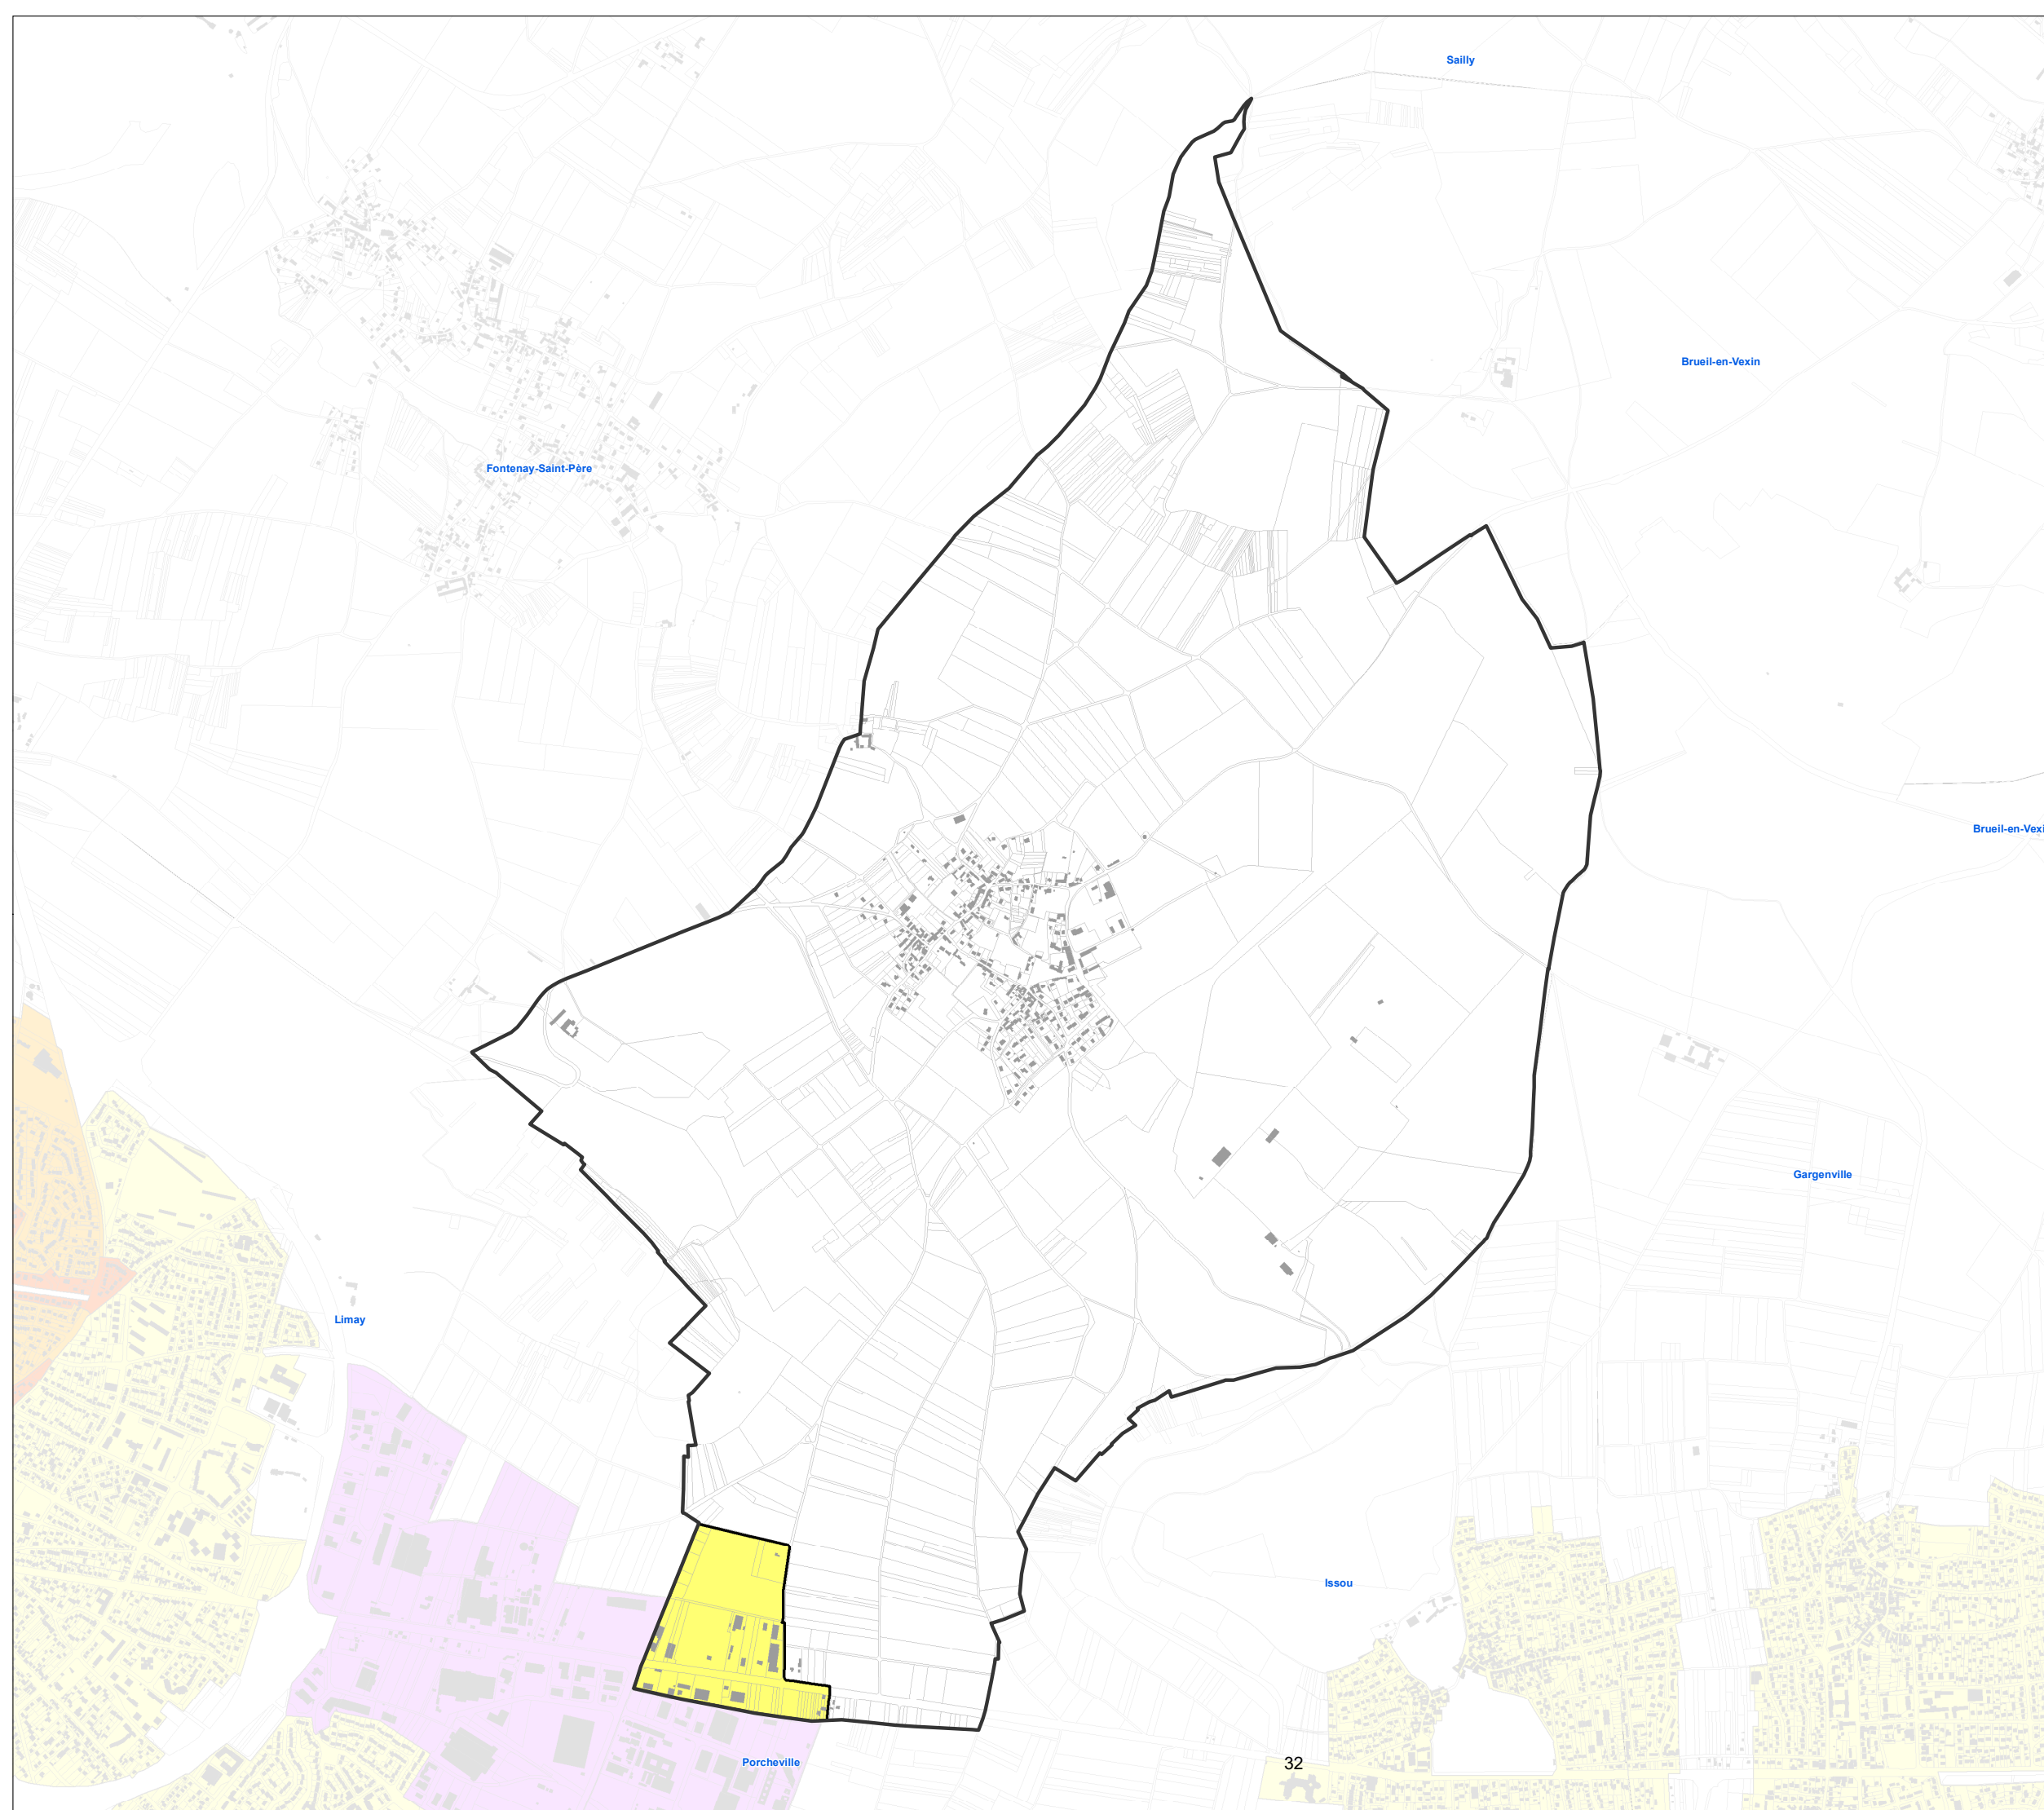 Sailly
Brueil-en-Vexin
Fontenay-Saint-Père
Brueil-en-Vexi
Gargenville
Limay
Issou
Porcheville
32